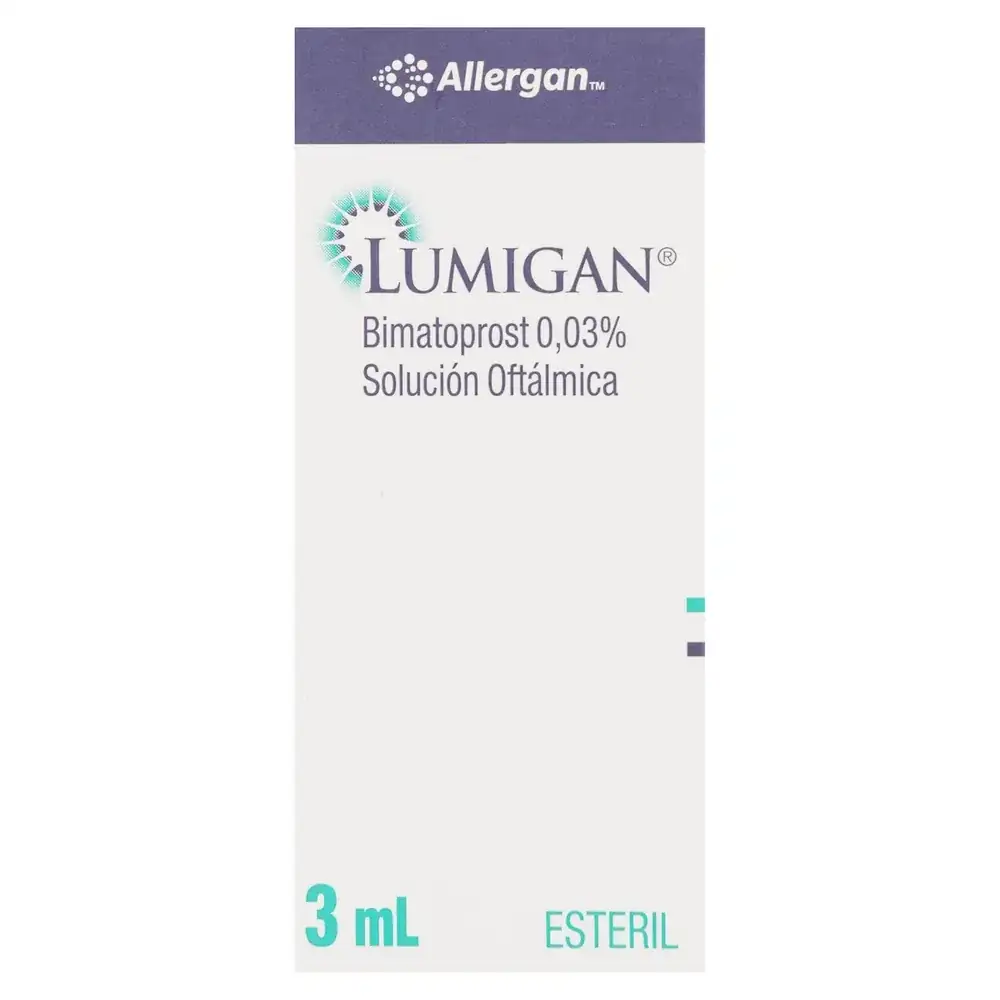 Allergan™
LUMIGAN®
Bimatoprost 0,03%
Solución Oftálmica
3 mL
ESTERIL